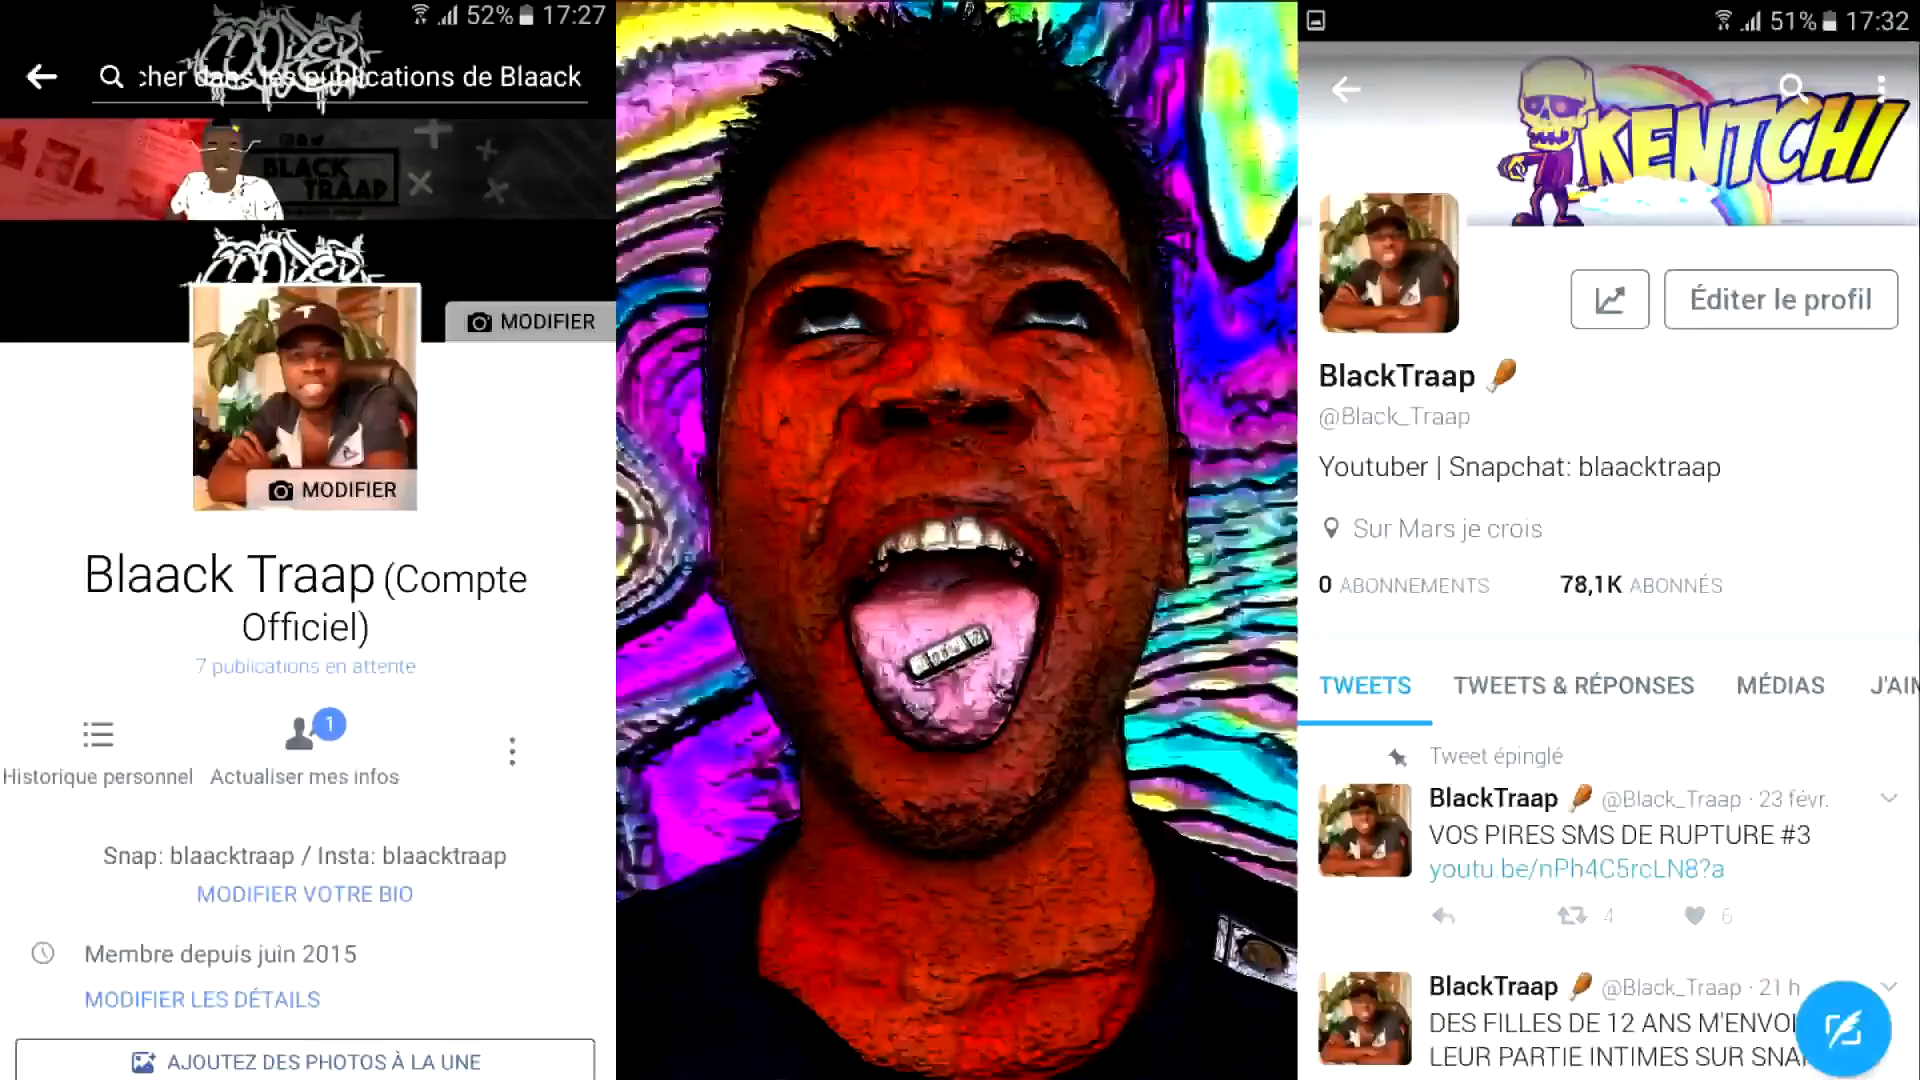 52% 17:27
cher dans les publications de Blaack
BLACK
TRAAP
MODIFIER
MODIFIER
Blaack Traap (Compte
Officiel)
7 publications en attente
1
Historique personnel
Actualiser mes infos
Snap: blaacktraap / Insta: blaacktraap
MODIFIER VOTRE BIO
Membre depuis juin 2015
MODIFIER LES DÉTAILS
AJOUTEZ DES PHOTOS À LA UNE
51% 17:32
KENTCHI
Éditer le profil
BlackTraap
@Black_Traap
Youtuber | Snapchat: blaacktraap
Sur Mars je crois
0 ABONNEMENTS 78,1K ABONNÉS
TWEETS TWEETS & RÉPONSES MÉDIAS J'AIM
Tweet épinglé
BlackTraap @Black_Traap · 23 févr.
VOS PIRES SMS DE RUPTURE #3
youtu.be/nPh4C5rcLN8?a
4 6
BlackTraap @Black_Traap · 21 h
DES FILLES DE 12 ANS M'ENVOI
LEUR PARTIE INTIMES SUR SNA